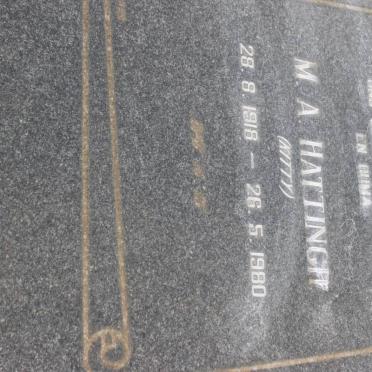 EN OUMA
M. A. HATTINGH
(KITTY)
28. 8. 1918 – 26. 5. 1980